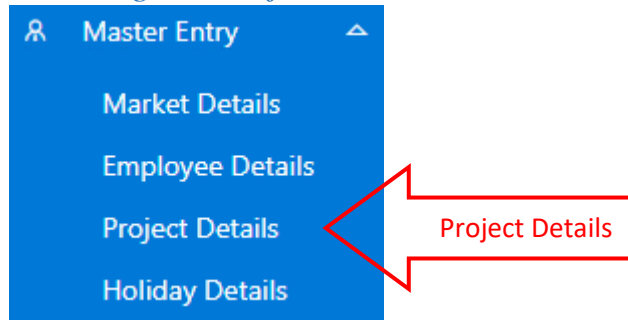 Master Entry
Market Details
Employee Details
Project Details
Project Details
Holiday Details